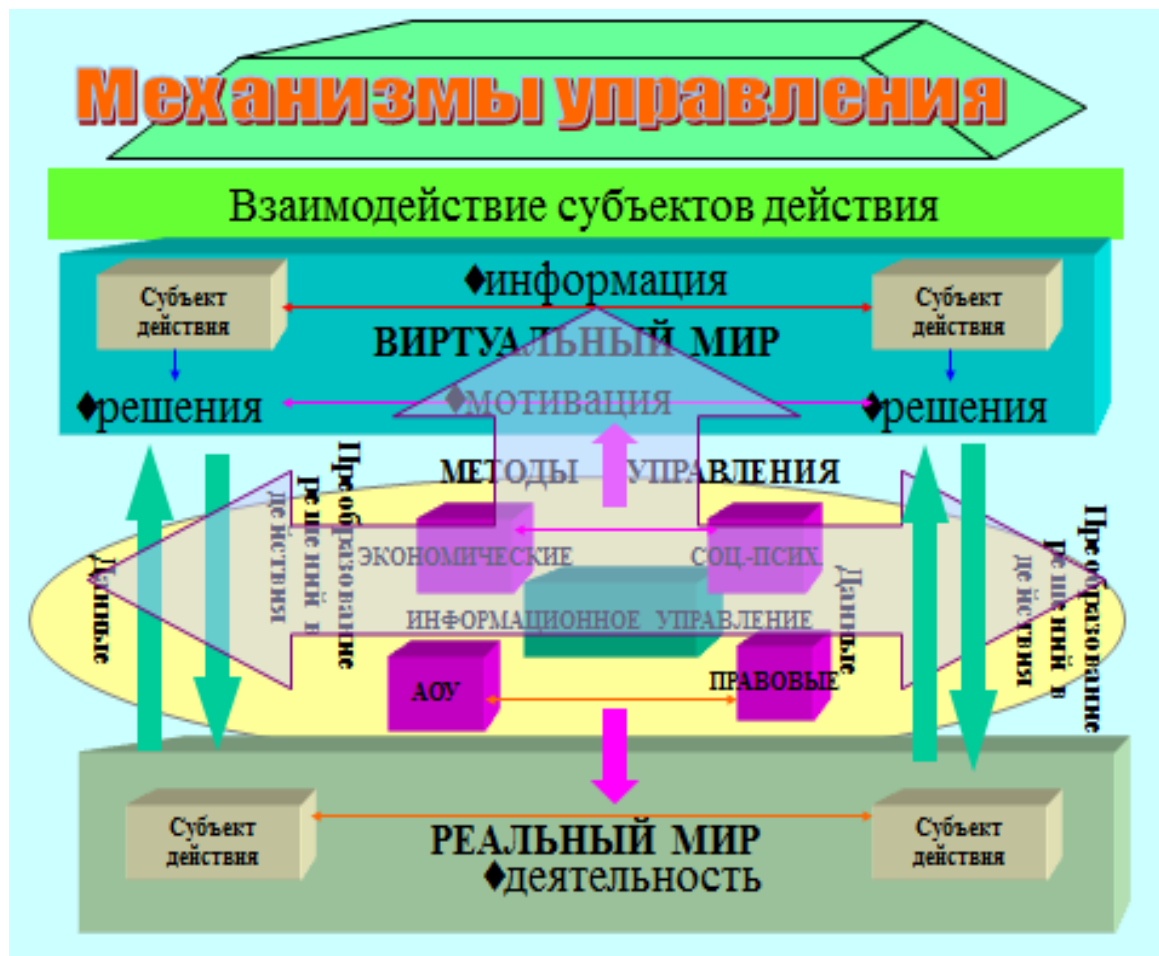 Механизмы управления
Взаимодействие субъектов действия
Субъект
действия
♦информация
Субъект
действия
ВИРТУАЛЬНЫЙ МИР
♦решения
♦мотивация
♦решения
МЕТОДЫ УПРАВЛЕНИЯ
Данные
Преобразование
решений в
действия
ЭКОНОМИЧЕСКИЕ
СОЦ.-ПСИХ.
ИНФОРМАЦИОННОЕ УПРАВЛЕНИЕ
АОУ
ПРАВОВЫЕ
Данные
Преобразование
решений в
действия
Субъект
действия
РЕАЛЬНЫЙ МИР
♦деятельность
Субъект
действия